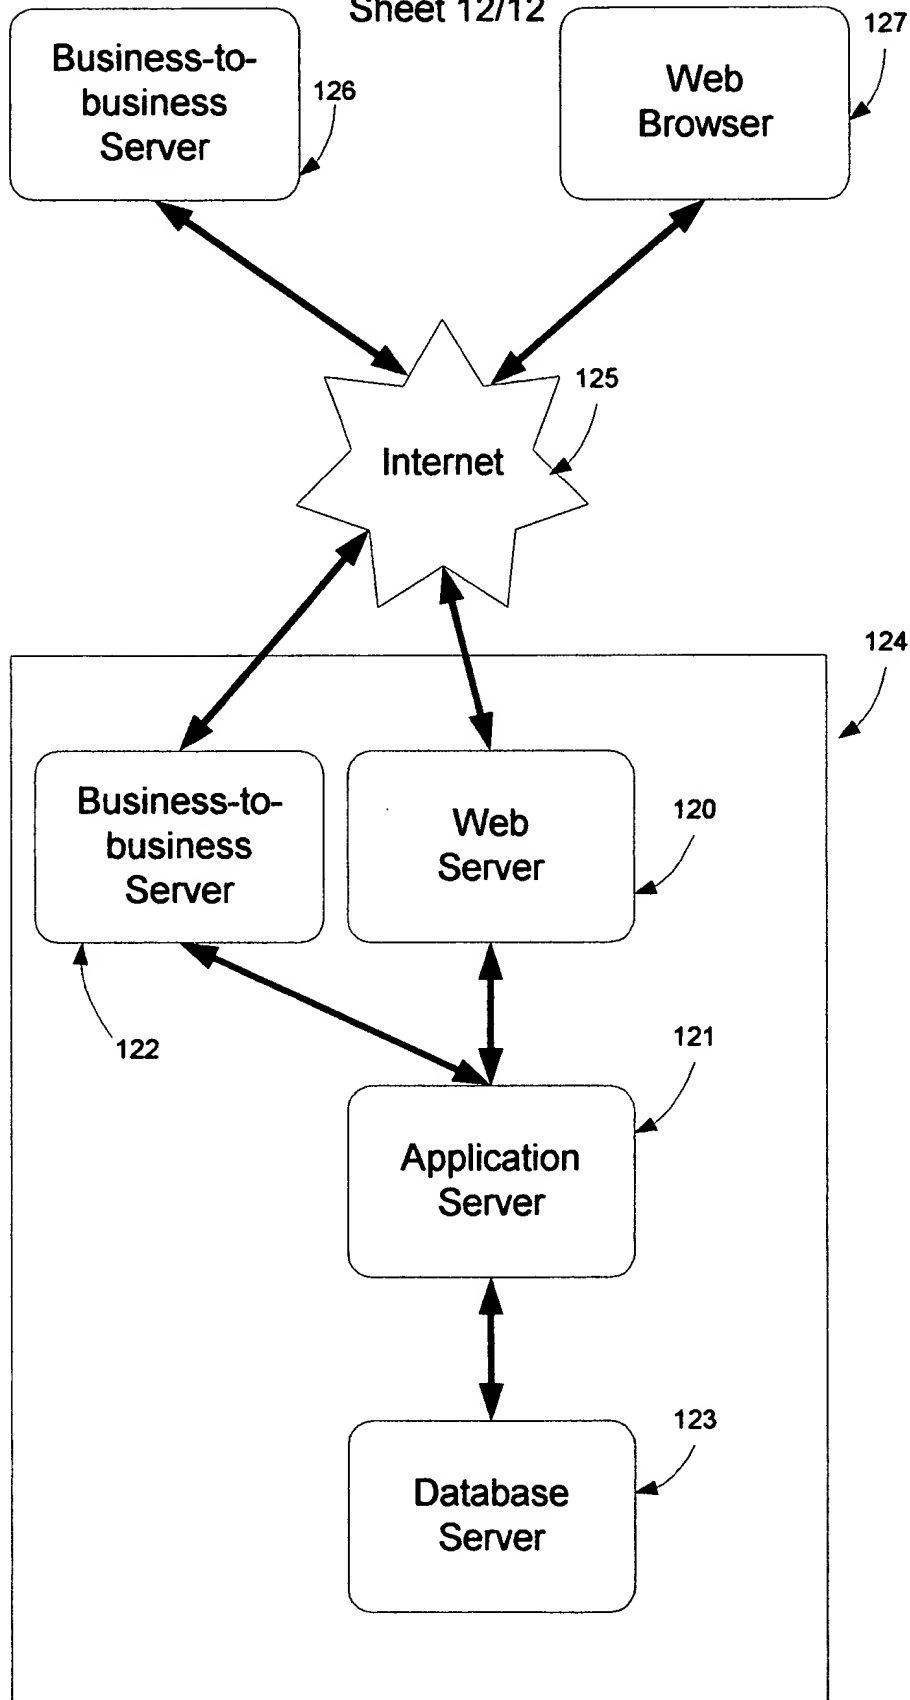 Sheet 12/12
Business-to-
business
Server
126
Web
Browser
127
Internet
125
124
Business-to-
business
Server
122
Web
Server
120
Application
Server
121
Database
Server
123